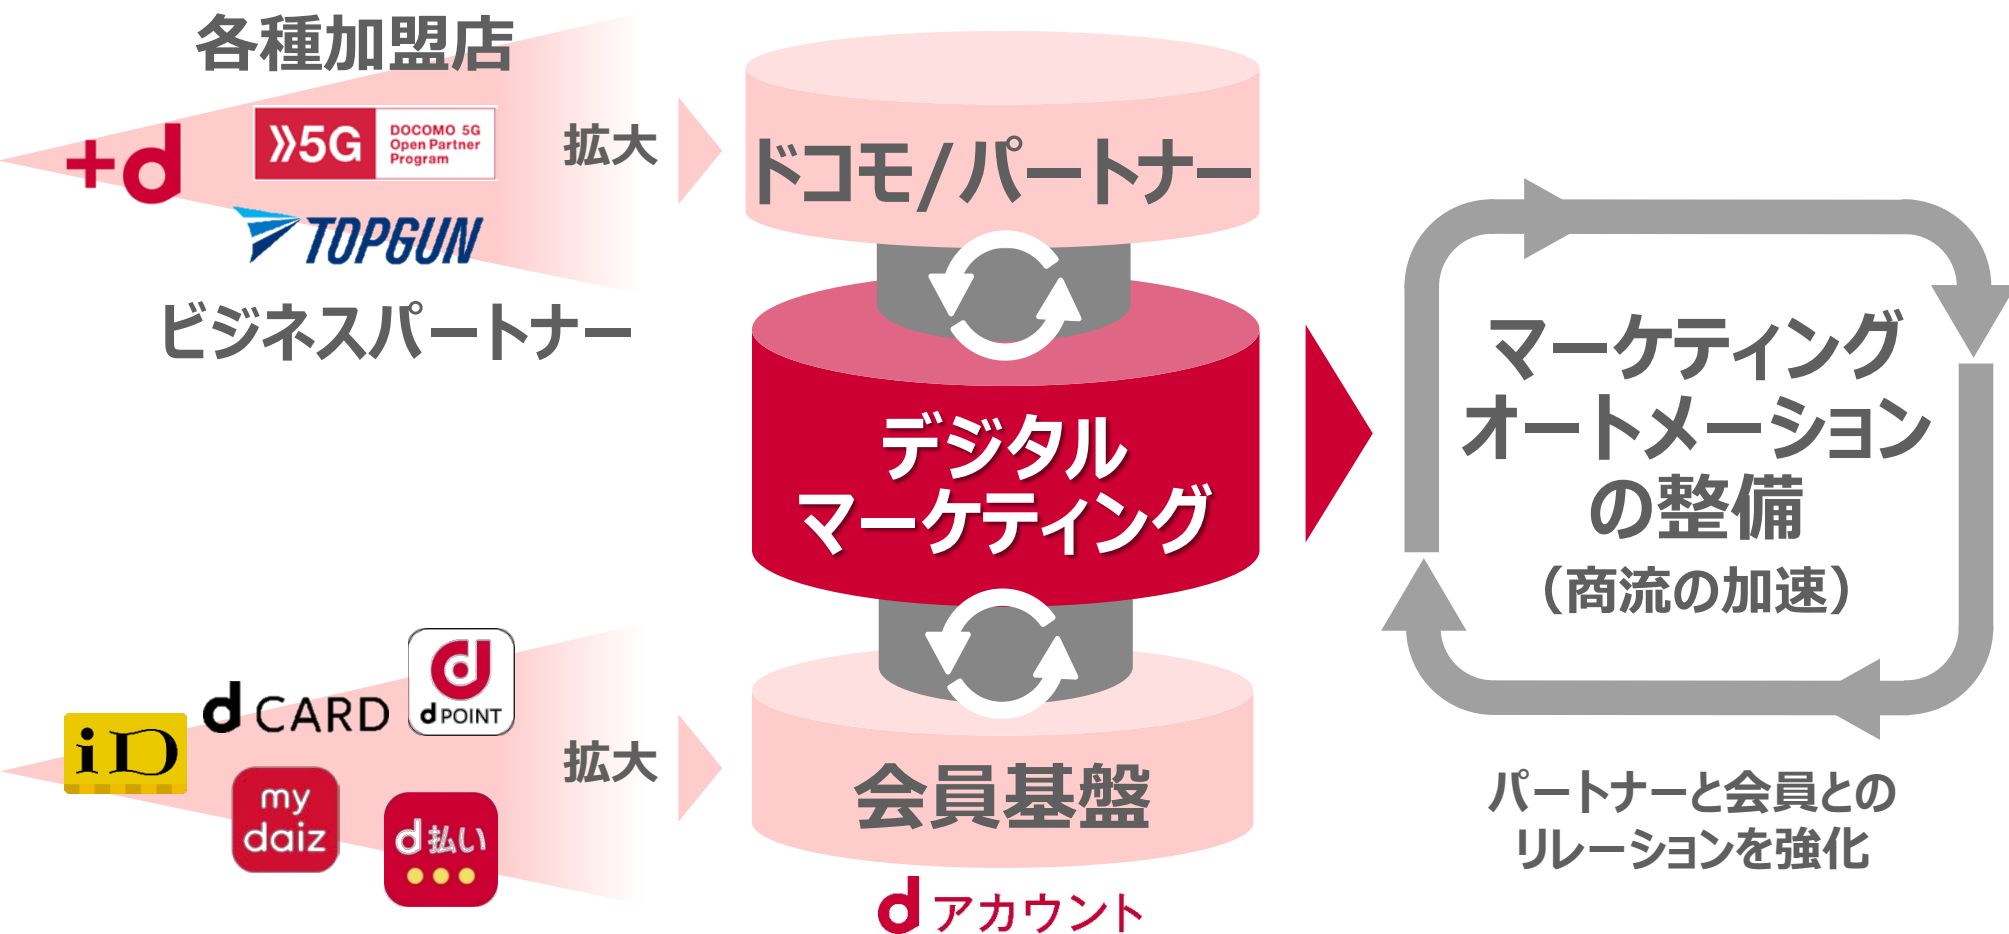 各種加盟店
+d
5G
DOCOMO 5G
Open Partner
Program
TOPGUN
ビジネスパートナー
拡大
ドコモ/パートナー
デジタル
マーケティング
iD
d CARD
d POINT
my
daiz
d払い
拡大
会員基盤
dアカウント
マーケティング
オートメーション
の整備
（商流の加速）
パートナーと会員との
リレーションを強化